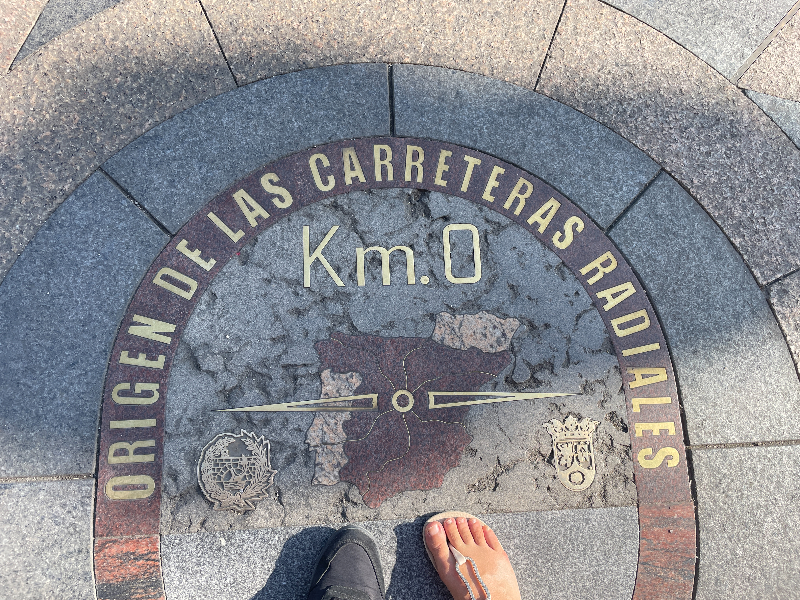 ORIGEN DE LAS CARRETERAS RADIALES
Km.0